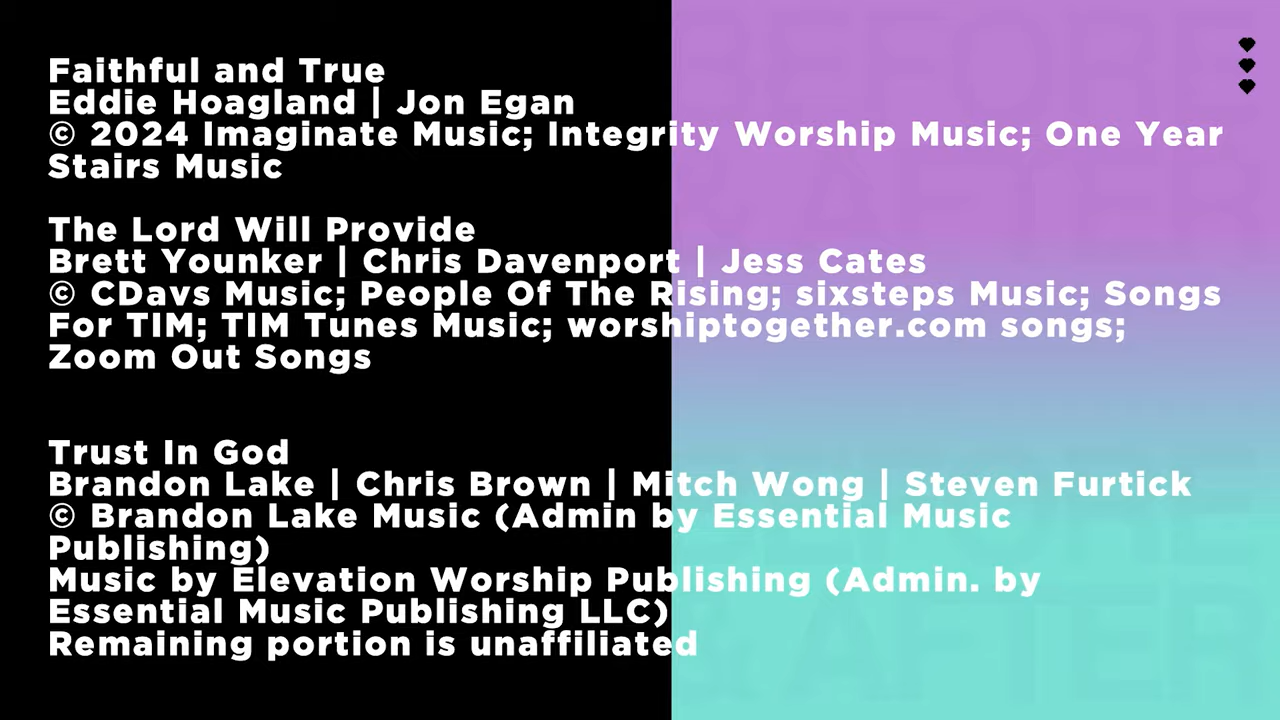 Faithful and True
Eddie Hoagland | Jon Egan
© 2024 Imaginate Music; Integrity Worship Music; One Year
Stairs Music
The Lord Will Provide
Brett Younker | Chris Davenport | Jess Cates
© CDavs Music; People Of The Rising; sixsteps Music; Songs
For TIM; TIM Tunes Music; worshiptogether.com songs;
Zoom Out Songs
Trust In God
Brandon Lake | Chris Brown | Mitch Wong | Steven Furtick
© Brandon Lake Music (Admin by Essential Music
Publishing)
Music by Elevation Worship Publishing (Admin. by
Essential Music Publishing LLC)
Remaining portion is unaffiliated
BEFORE
& AFTER
BEFORE
& AFTER